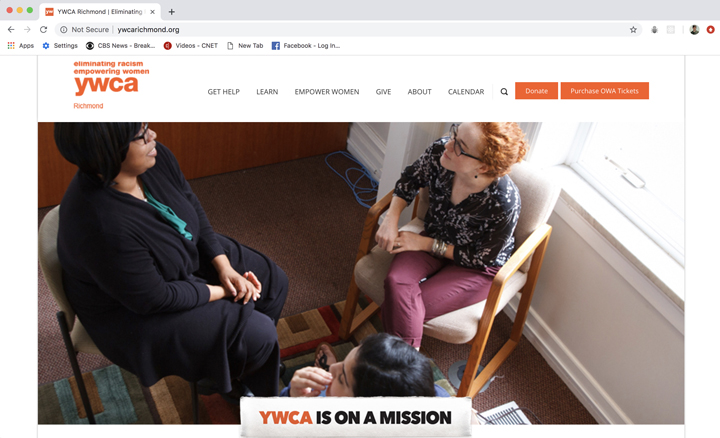 YWCA Richmond | Eliminating
Not Secure | ywcarichmond.org
Apps Settings CBS News - Break... Videos - CNET New Tab Facebook - Log In...
eliminating racism
empowering women
ywca
Richmond
GET HELP LEARN EMPOWER WOMEN GIVE ABOUT CALENDAR Donate Purchase OWA Tickets
YWCA IS ON A MISSION